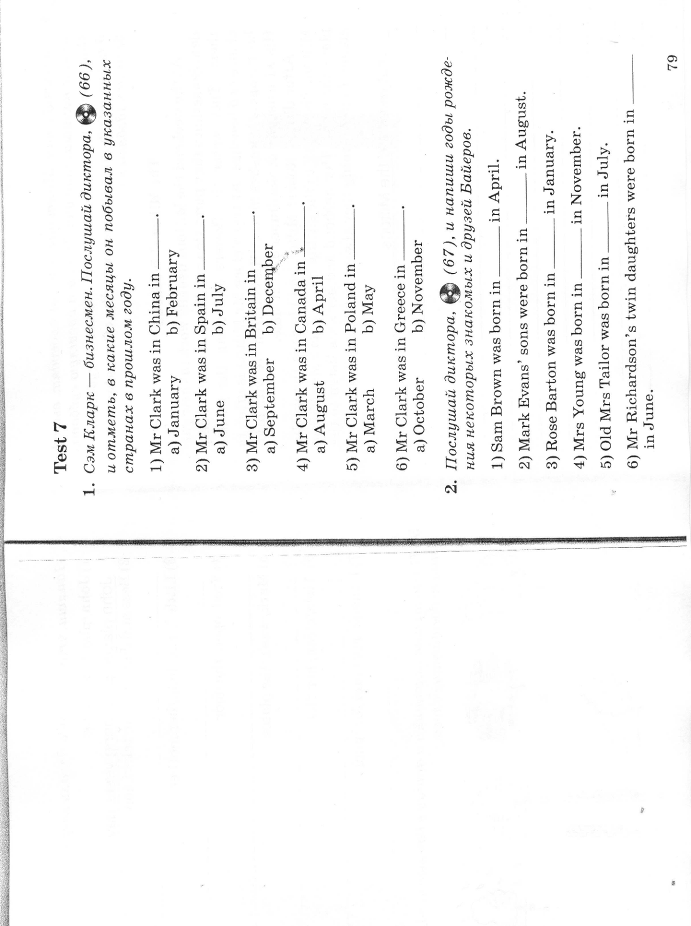 Test 7
1. Сэм Кларк — бизнесмен. Послушай диктора, (66),
и отметь, в какие месяцы он побывал в указанных
странах в прошлом году.
1) Mr Clark was in China in ______.
a) January b) February
2) Mr Clark was in Spain in ______.
a) June b) July
3) Mr Clark was in Britain in ______.
a) September b) December
4) Mr Clark was in Canada in ______.
a) August b) April
5) Mr Clark was in Poland in ______.
a) March b) May
6) Mr Clark was in Greece in ______.
a) October b) November
2. Послушай диктора, (67), и напиши годы рожде-
ния некоторых знакомых и друзей Байеров.
1) Sam Brown was born in ______ in April.
2) Mark Evans' sons were born in ______ in August.
3) Rose Barton was born in ______ in January.
4) Mrs Young was born in ______ in November.
5) Old Mrs Tailor was born in ______ in July.
6) Mr Richardson's twin daughters were born in ______
in June.
79